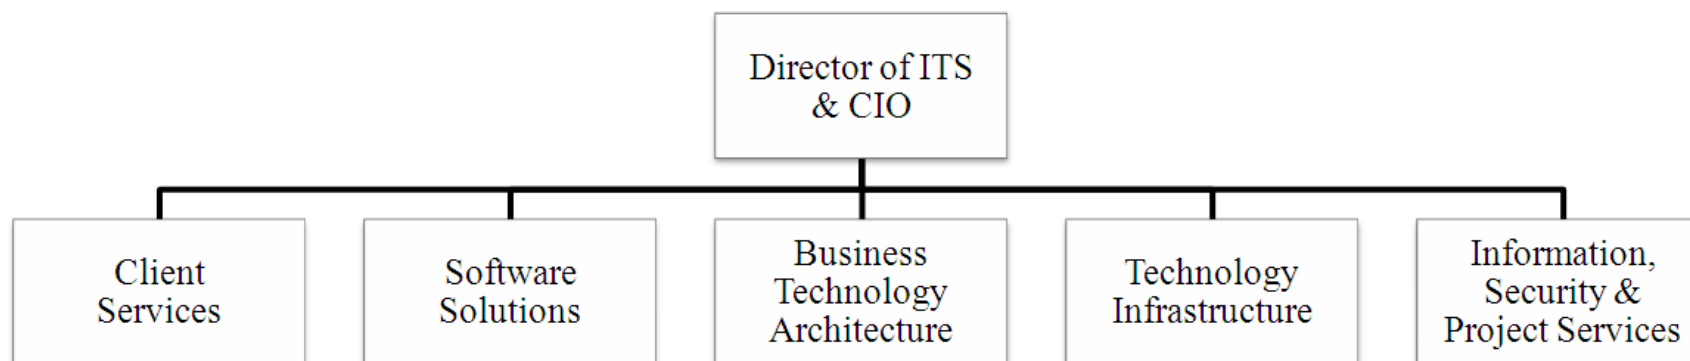 Director of ITS
& CIO
Client
Services
Software
Solutions
Business
Technology
Architecture
Technology
Infrastructure
Information,
Security &
Project Services